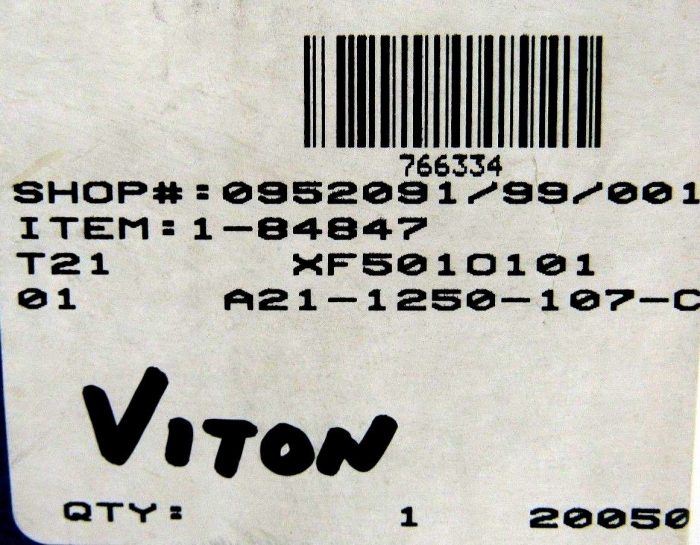 766334
SHOP#:0952091/99/001
ITEM:1-84847
T21 XF5010101
01 A21-1250-107-C
VITON
QTY: 1 20050